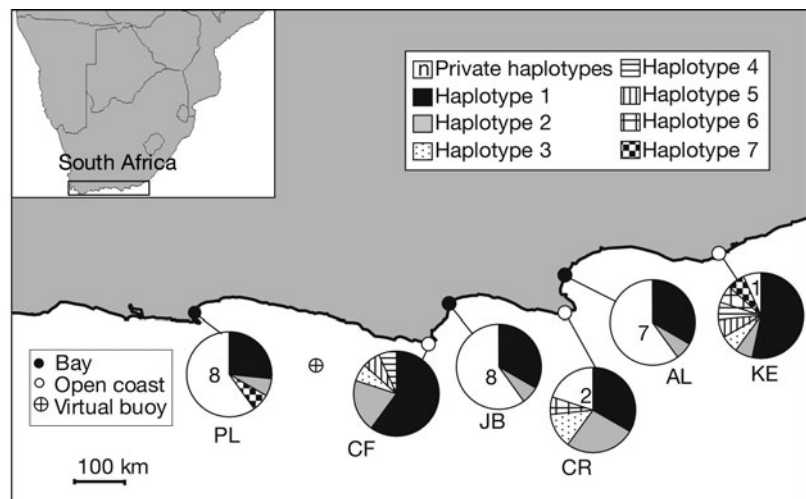 South Africa
n Private haplotypes
Haplotype 1
Haplotype 2
Haplotype 3
Haplotype 4
Haplotype 5
Haplotype 6
Haplotype 7
Bay
Open coast
Virtual buoy
100 km
8
PL
CF
8
JB
2
CR
7
AL
1
KE